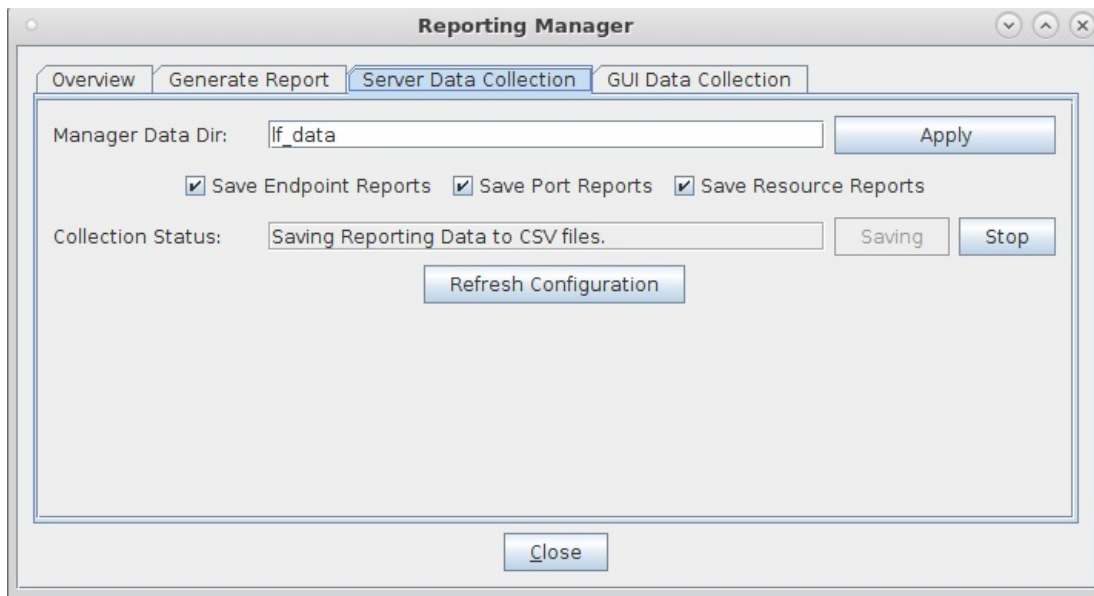 Reporting Manager
Overview Generate Report Server Data Collection GUI Data Collection
Manager Data Dir: lf_data Apply
Save Endpoint Reports Save Port Reports Save Resource Reports
Collection Status: Saving Reporting Data to CSV files. Saving Stop
Refresh Configuration
Close